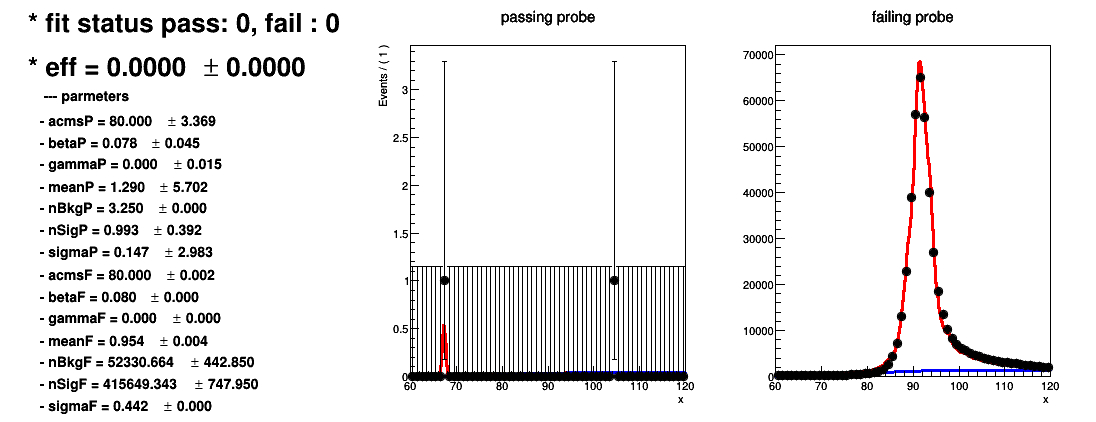 * fit status pass: 0, fail : 0
* eff = 0.0000 ± 0.0000
--- parmeters
- acmsP = 80.000 ± 3.369
- betaP = 0.078 ± 0.045
- gammaP = 0.000 ± 0.015
- meanP = 1.290 ± 5.702
- nBkgP = 3.250 ± 0.000
- nSigP = 0.993 ± 0.392
- sigmaP = 0.147 ± 2.983
- acmsF = 80.000 ± 0.002
- betaF = 0.080 ± 0.000
- gammaF = 0.000 ± 0.000
- meanF = 0.954 ± 0.004
- nBkgF = 52330.664 ± 442.850
- nSigF = 415649.343 ± 747.950
- sigmaF = 0.442 ± 0.000
passing probe
Events / ( 1 )
3
2.5
2
1.5
1
0.5
0
60 70 80 90 100 110 120
x
failing probe
70000
60000
50000
40000
30000
20000
10000
0
60 70 80 90 100 110 120
x